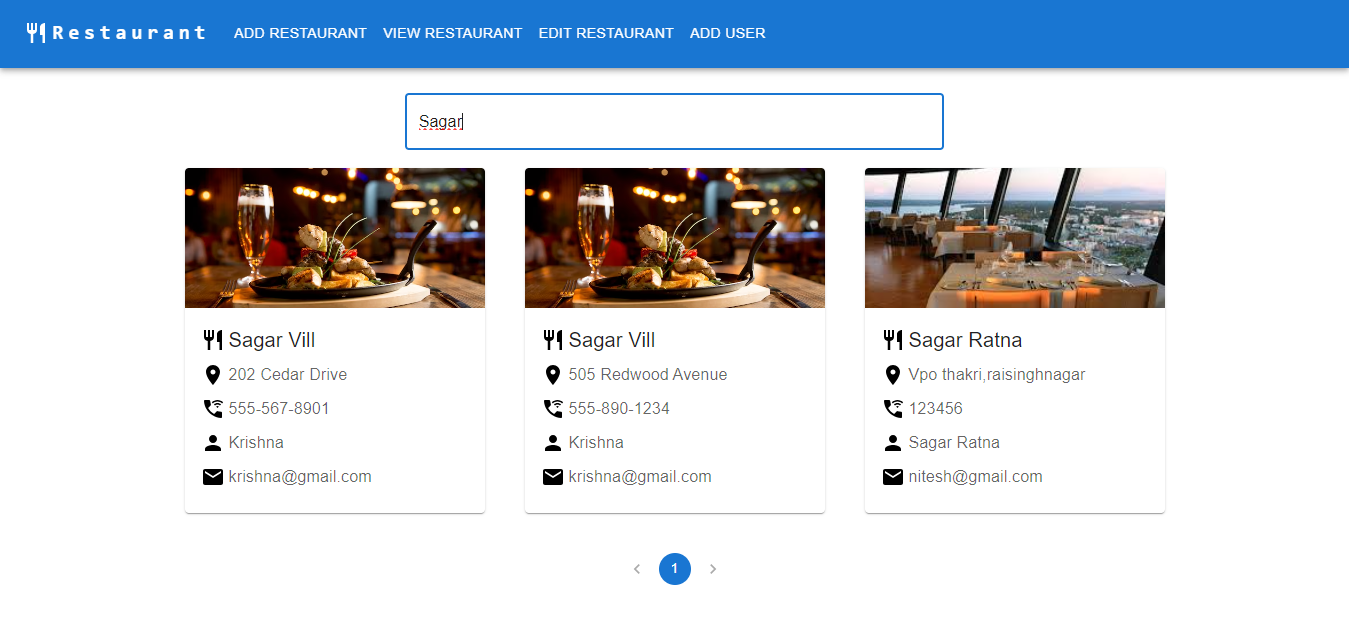 Restaurant ADD RESTAURANT VIEW RESTAURANT EDIT RESTAURANT ADD USER
Sagar
Sagar Vill
202 Cedar Drive
555-567-8901
Krishna
krishna@gmail.com
Sagar Vill
505 Redwood Avenue
555-890-1234
Krishna
krishna@gmail.com
Sagar Ratna
Vpo thakri,raisinghnagar
123456
Sagar Ratna
nitesh@gmail.com
1